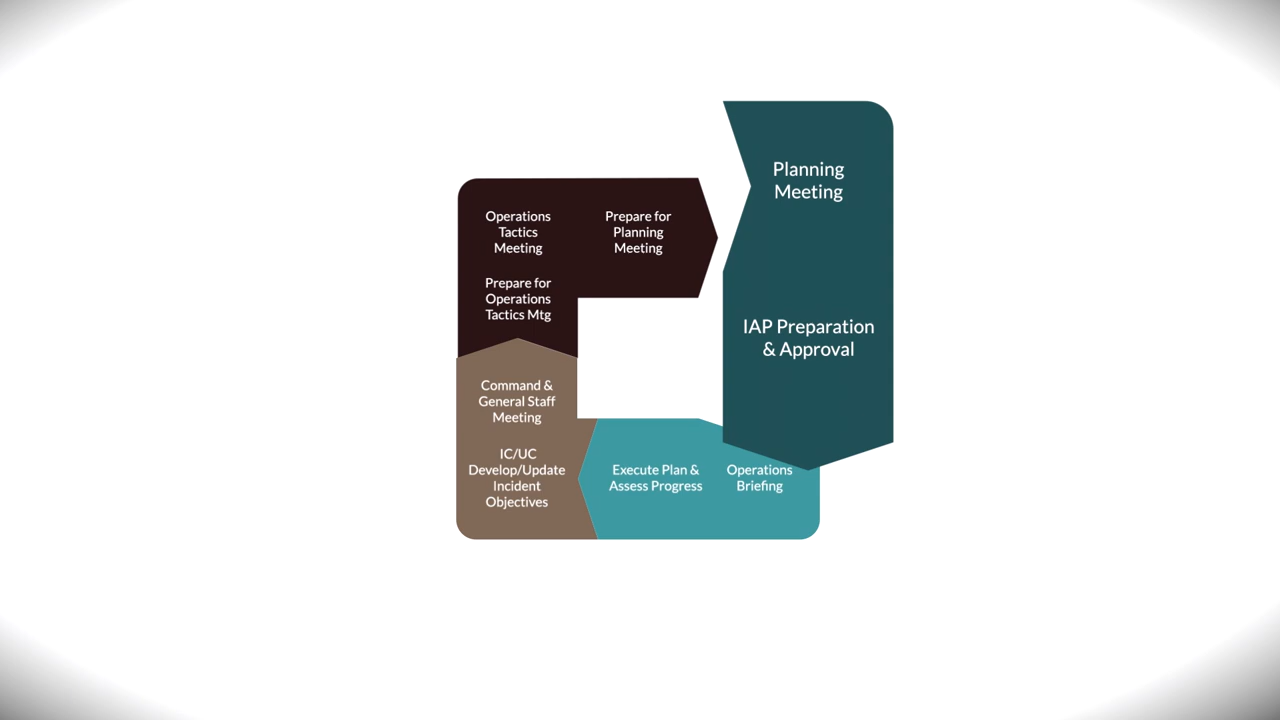 Planning
Meeting
Operations
Tactics
Meeting
Prepare for
Planning
Meeting
Prepare for
Operations
Tactics Mtg
IAP Preparation
& Approval
Command &
General Staff
Meeting
IC/UC
Develop/Update
Incident
Objectives
Execute Plan &
Assess Progress
Operations
Briefing